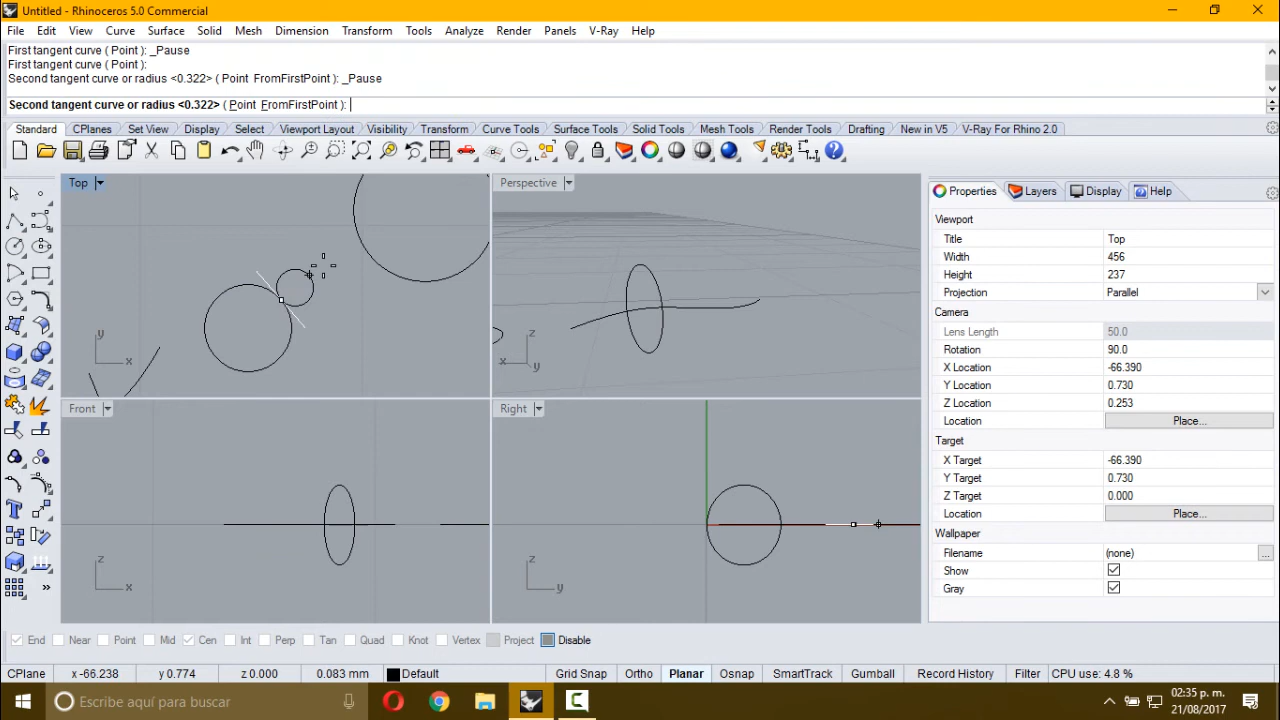 Untitled - Rhinoceros 5.0 Commercial
File Edit View Curve Surface Solid Mesh Dimension Transform Tools Analyze Render Panels V-Ray Help
First tangent curve ( Point ): _Pause
First tangent curve ( Point ):
Second tangent curve or radius <0.322> ( Point FromFirstPoint ): _Pause
Second tangent curve or radius <0.322> ( Point FromFirstPoint ):
Standard CPlanes Set View Display Select Viewport Layout Visibility Transform Curve Tools Surface Tools Solid Tools Mesh Tools Render Tools Drafting New in V5 V-Ray For Rhino 2.0
Top Perspective
Properties Layers Display Help
Viewport
Title Top
Width 456
Height 237
Projection Parallel
Camera
Lens Length 50.0
Rotation 90.0
X Location -66.390
Y Location 0.730
Z Location 0.253
Location Place...
Target
X Target -66.390
Y Target 0.730
Z Target 0.000
Location Place...
Wallpaper
Filename (none) ...
Show
Gray
y
x
z
x
y
Front Right
z
x
z
y
End Near Point Mid Cen Int Perp Tan Quad Knot Vertex Project Disable
CPlane x -66.238 y 0.774 z 0.000 0.083 mm Default Grid Snap Ortho Planar Osnap SmartTrack Gumball Record History Filter CPU use: 4.8 %
Escribe aquí para buscar
02:35 p. m.
21/08/2017